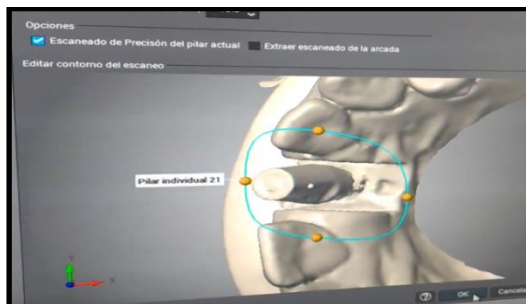 Opciones
Escaneado de Precisón del pilar actual Extraer escaneado de la arcada
Editar contorno del escaneo
Pilar individual 21
Y
X
OK